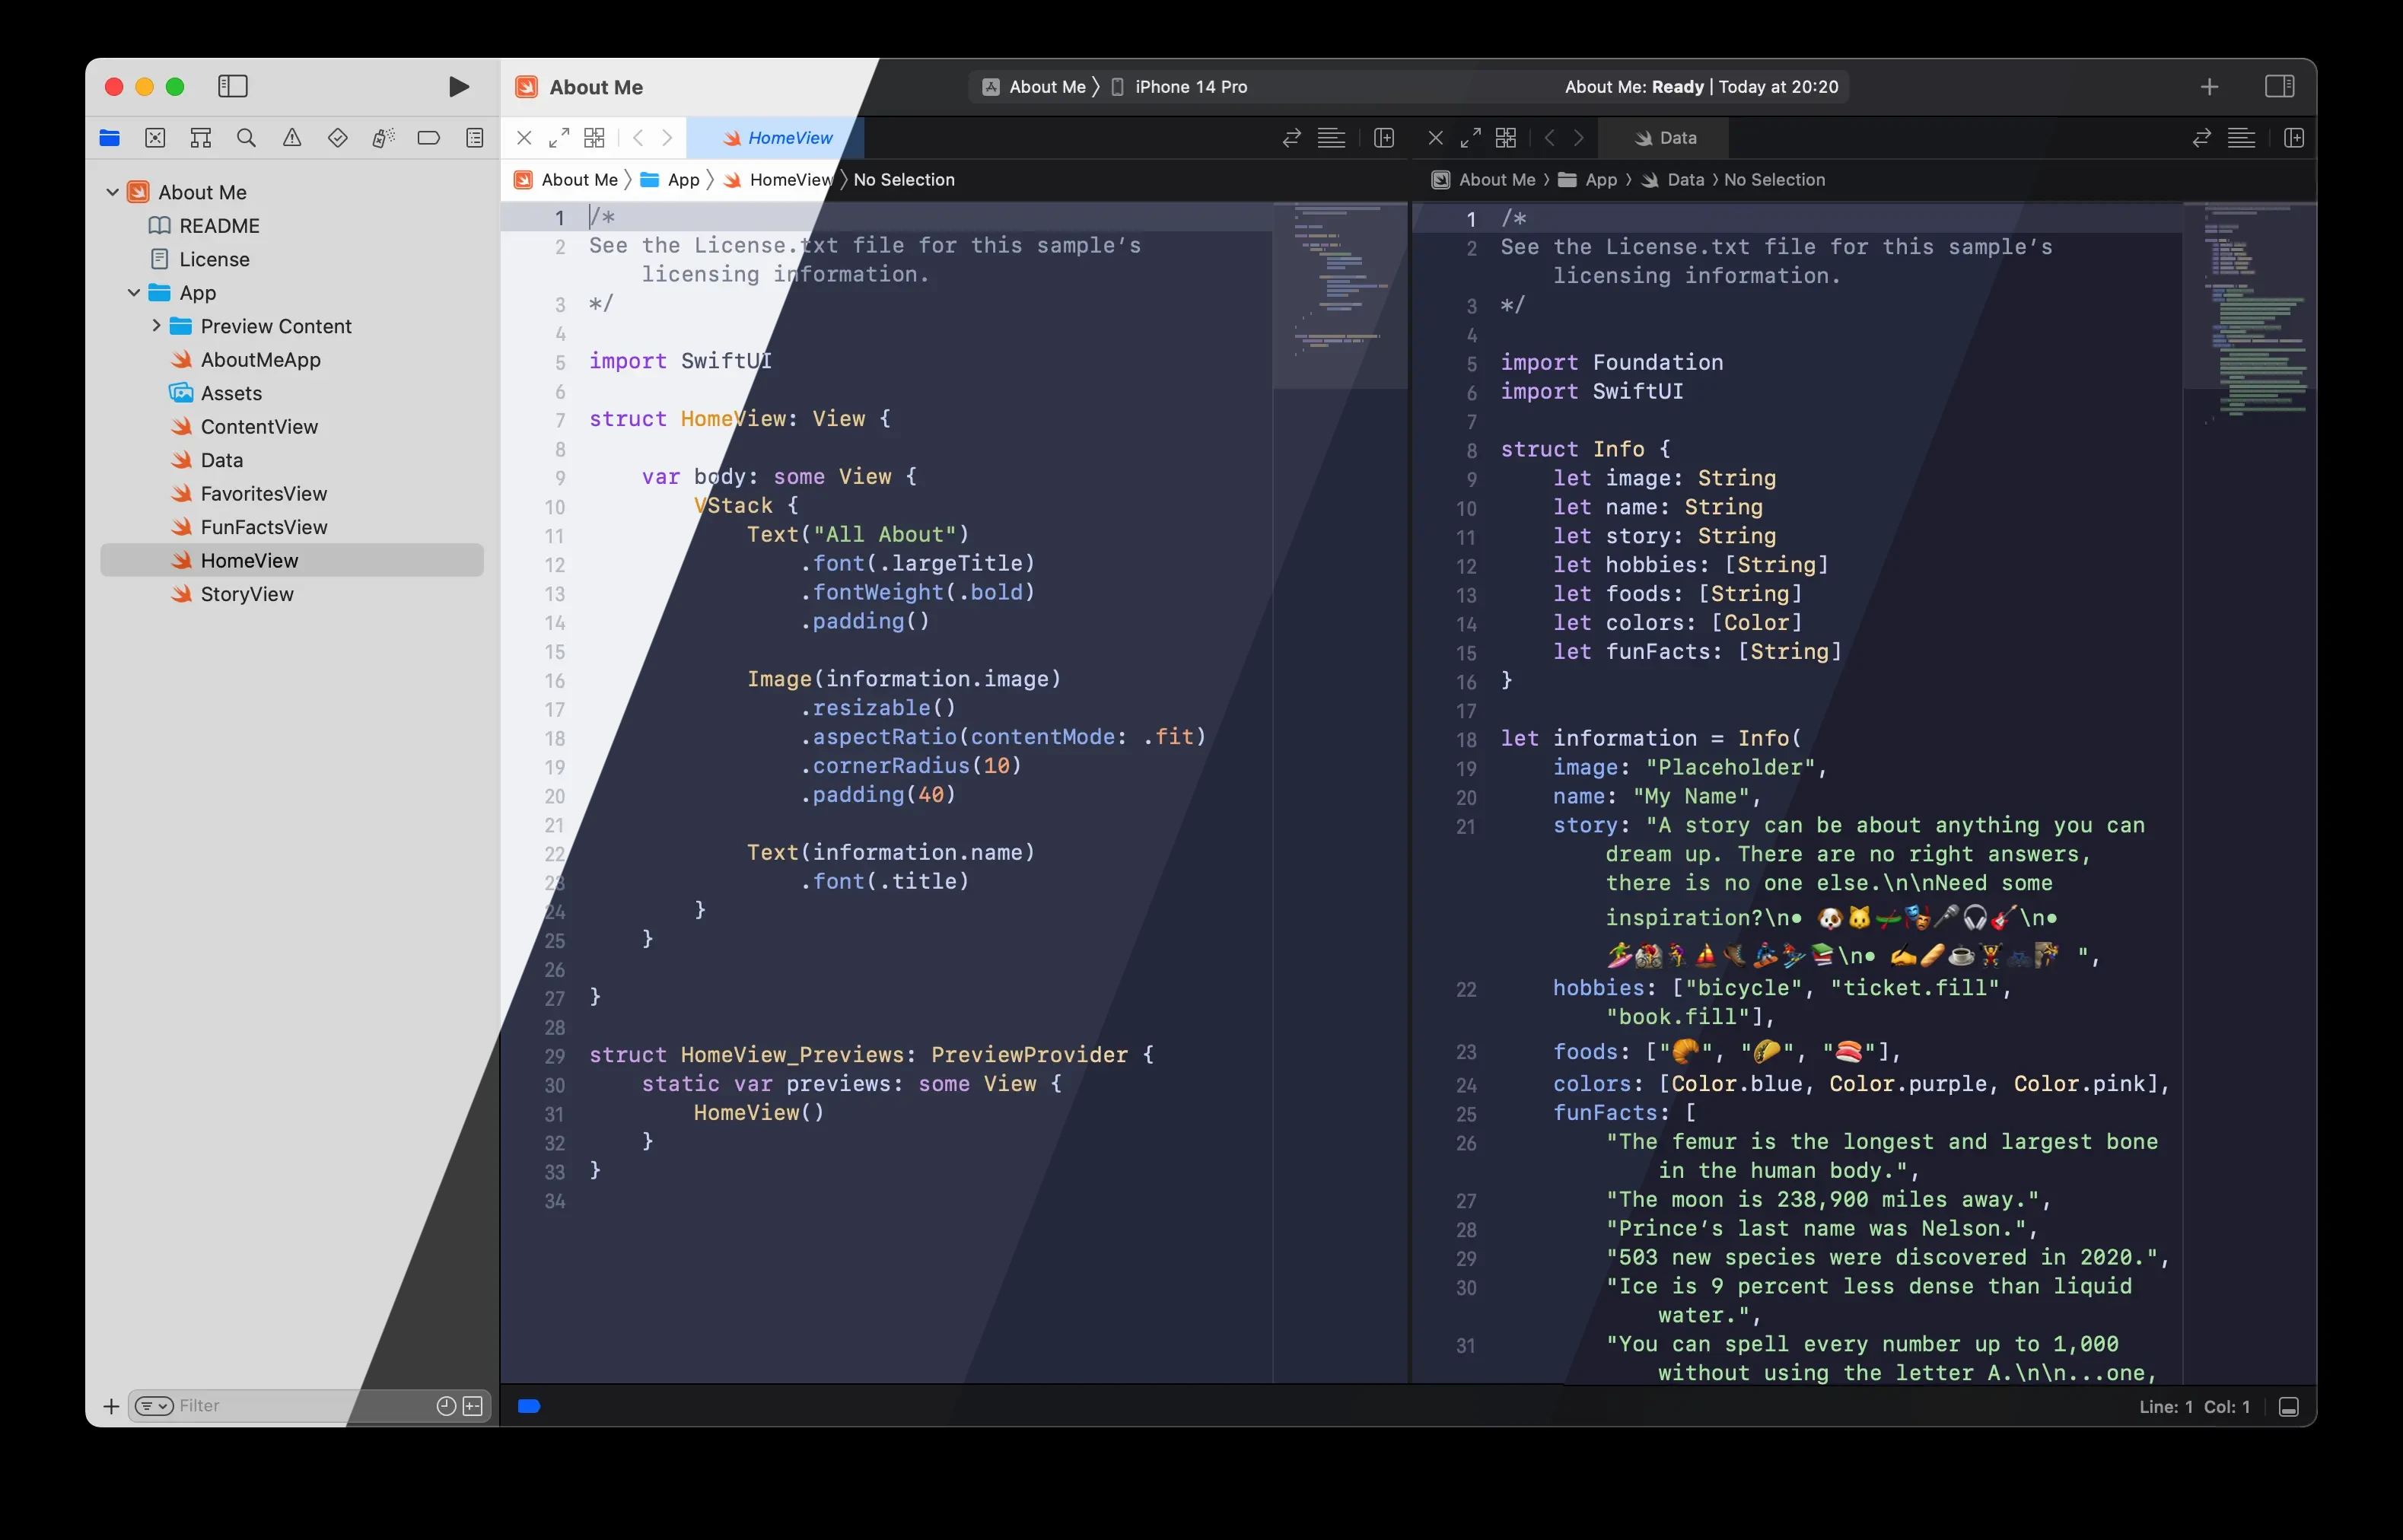 About Me
About Me 〉 iPhone 14 Pro
About Me: Ready | Today at 20:20
About Me
README
License
App
Preview Content
AboutMeApp
Assets
ContentView
Data
FavoritesView
FunFactsView
HomeView
StoryView
Filter
HomeView
About Me 〉 App 〉 HomeView 〉 No Selection
1 /*
2 See the License.txt file for this sample’s
licensing information.
3 */
4
5 import SwiftUI
6
7 struct HomeView: View {
8
9 var body: some View {
10 VStack {
11 Text("All About")
12 .font(.largeTitle)
13 .fontWeight(.bold)
14 .padding()
15
16 Image(information.image)
17 .resizable()
18 .aspectRatio(contentMode: .fit)
19 .cornerRadius(10)
20 .padding(40)
21
22 Text(information.name)
23 .font(.title)
24 }
25 }
26
27 }
28
29 struct HomeView_Previews: PreviewProvider {
30 static var previews: some View {
31 HomeView()
32 }
33 }
34
Data
About Me 〉 App 〉 Data 〉 No Selection
1 /*
2 See the License.txt file for this sample’s
licensing information.
3 */
4
5 import Foundation
6 import SwiftUI
7
8 struct Info {
9 let image: String
10 let name: String
11 let story: String
12 let hobbies: [String]
13 let foods: [String]
14 let colors: [Color]
15 let funFacts: [String]
16 }
17
18 let information = Info(
19 image: "Placeholder",
20 name: "My Name",
21 story: "A story can be about anything you can
dream up. There are no right answers,
there is no one else.\n\nNeed some
inspiration?\n• 🐶🐱🛶🎭🎤🎧🎸\n•
🏄‍♀️🚵‍♀️🧗‍♀️⛵️🥾🏂⛷📚\n• ✍️🥖☕️🏋️‍♀️🚲🧗‍♀️ ",
22 hobbies: ["bicycle", "ticket.fill",
"book.fill"],
23 foods: ["🥐", "🌮", "🍣"],
24 colors: [Color.blue, Color.purple, Color.pink],
25 funFacts: [
26 "The femur is the longest and largest bone
in the human body.",
27 "The moon is 238,900 miles away.",
28 "Prince’s last name was Nelson.",
29 "503 new species were discovered in 2020.",
30 "Ice is 9 percent less dense than liquid
water.",
31 "You can spell every number up to 1,000
without using the letter A.\n\n...one,
Line: 1 Col: 1